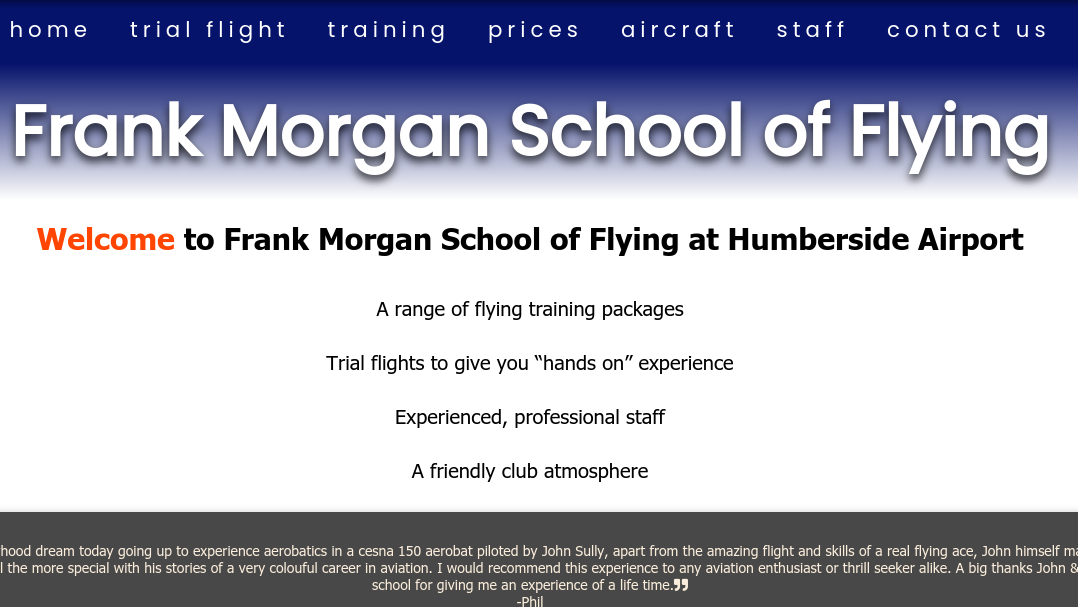 home trial flight training prices aircraft staff contact us
Frank Morgan School of Flying
Welcome to Frank Morgan School of Flying at Humberside Airport
A range of flying training packages
Trial flights to give you “hands on” experience
Experienced, professional staff
A friendly club atmosphere
hood dream today going up to experience aerobatics in a cesna 150 aerobat piloted by John Sully, apart from the amazing flight and skills of a real flying ace, John himself
the more special with his stories of a very colouful career in aviation. I would recommend this experience to any aviation enthusiast or thrill seeker alike. A big thanks John &
school for giving me an experience of a life time.❞
-Phil